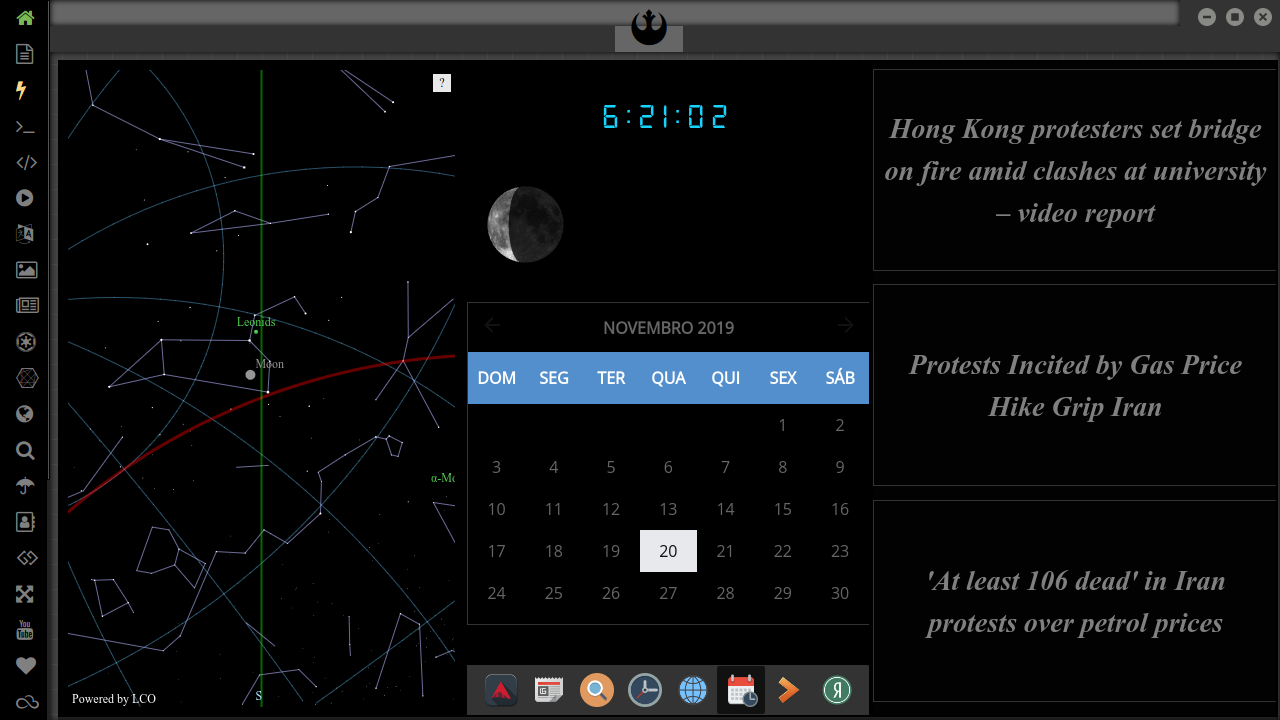 ?
Leonids
Moon
α-Mo
S
Powered by LCO
6:21:02
NOVEMBRO 2019
DOM SEG TER QUA QUI SEX SÁB
1 2
3 4 5 6 7 8 9
10 11 12 13 14 15 16
17 18 19 20 21 22 23
24 25 26 27 28 29 30
Hong Kong protesters set bridge
on fire amid clashes at university
– video report
Protests Incited by Gas Price
Hike Grip Iran
'At least 106 dead' in Iran
protests over petrol prices
You
Tube
Я